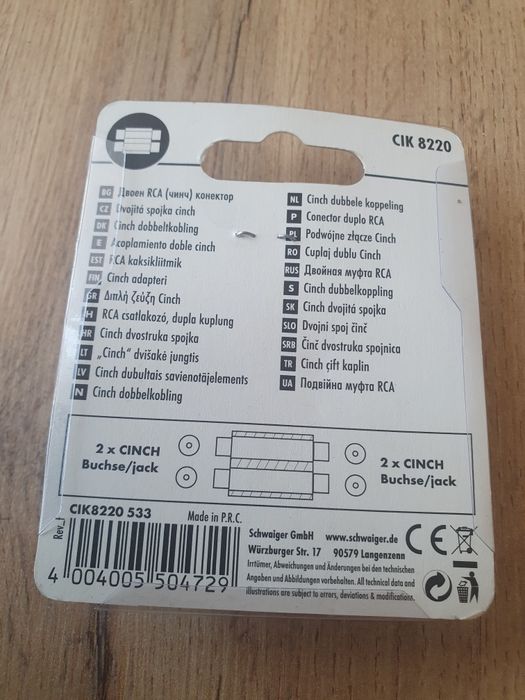 CIK 8220
BG Двоен RCA (чинч) конектор
CZ Dvojitá spojka cinch
DK Cinch dobbeltkobling
E Acoplamiento doble cinch
EST RCA kaksikliitmik
FIN Cinch adapteri
GR Διπλή ζεύξη Cinch
H RCA csatlakozó, dupla kuplung
HR Cinch dvostruka spojka
LT „Cinch“ dvišakė jungtis
LV Cinch dubultais savienotājelements
N Cinch dobbelkobling
NL Cinch dubbele koppeling
P Conector duplo RCA
PL Podwójne złącze Cinch
RO Cuplaj dublu Cinch
RUS Двойная муфта RCA
S Cinch dubbelkoppling
SK Cinch dvojitá spojka
SLO Dvojni spoj činč
SRB Činč dvostruka spojnica
TR Cinch çift kaplin
UA Подвійна муфта RCA
2 x CINCH
Buchse/jack
2 x CINCH
Buchse/jack
CIK8220 533
Made in P.R.C.
4 004005 504729
Schwaiger GmbH www.schwaiger.de
Würzburger Str. 17 90579 Langenzenn
Irrtümer, Abweichungen und Änderungen bei den technischen
Angaben und Abbildungen vorbehalten. All technical data and
illustrations are subject to errors, deviations & modifications.
CE